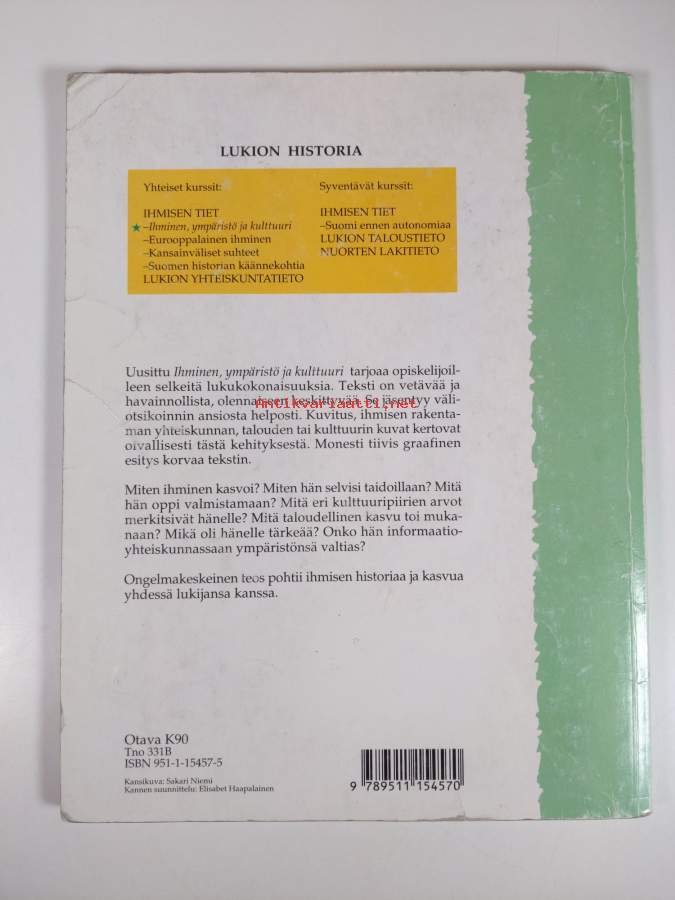 LUKION HISTORIA
Yhteiset kurssit:
IHMISEN TIET
–Ihminen, ympäristö ja kulttuuri
–Eurooppalainen ihminen
–Kansainväliset suhteet
–Suomen historian käännekohtia
LUKION YHTEISKUNTATIETO
Syventävät kurssit:
IHMISEN TIET
–Suomi ennen autonomiaa
LUKION TALOUSTIETO
NUORTEN LAKITIETO
Uusittu Ihminen, ympäristö ja kulttuuri tarjoaa opiskelijoil-
leen selkeitä lukukokonaisuuksia. Teksti on vetävää ja
havainnollista, olennaiseen keskittyvää. Se jäsentyy väli-
otsikoinnin ansiosta helposti. Kuvitus, ihmisen rakenta-
man yhteiskunnan, talouden tai kulttuurin kuvat kertovat
oivallisesti tästä kehityksestä. Monesti tiivis graafinen
esitys korvaa tekstin.
Antikvariaatti.net
Miten ihminen kasvoi? Miten hän selvisi taidoillaan? Mitä
hän oppi valmistamaan? Mitä eri kulttuuripiirien arvot
merkitsivät hänelle? Mitä taloudellinen kasvu toi muka-
naan? Mikä oli hänelle tärkeää? Onko hän informaatio-
yhteiskunnassaan ympäristönsä valtias?
Ongelmakeskeinen teos pohtii ihmisen historiaa ja kasvua
yhdessä lukijansa kanssa.
Otava K90
Tno 331B
ISBN 951-1-15457-5
Kansikuva: Sakari Niemi
Kannen suunnittelu: Elisabet Haapalainen
9 789511 154570